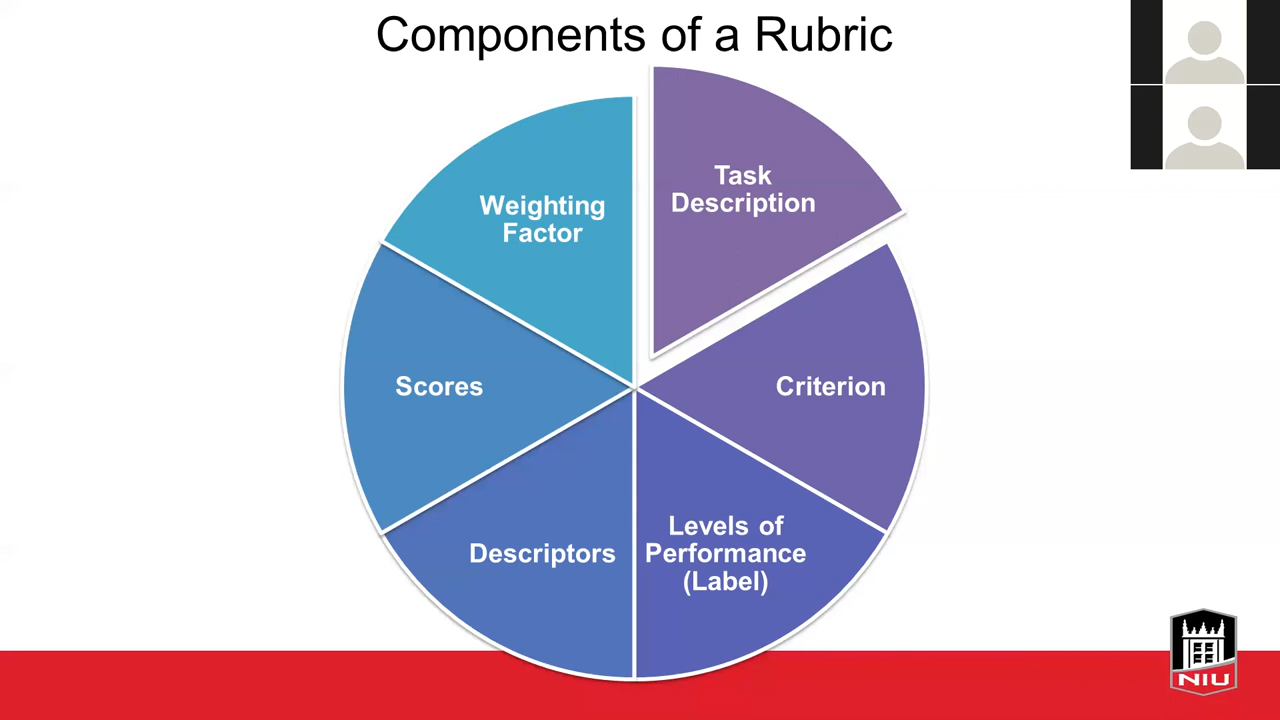 Components of a Rubric
Task
Description
Criterion
Levels of
Performance
(Label)
Descriptors
Scores
Weighting
Factor
NIU